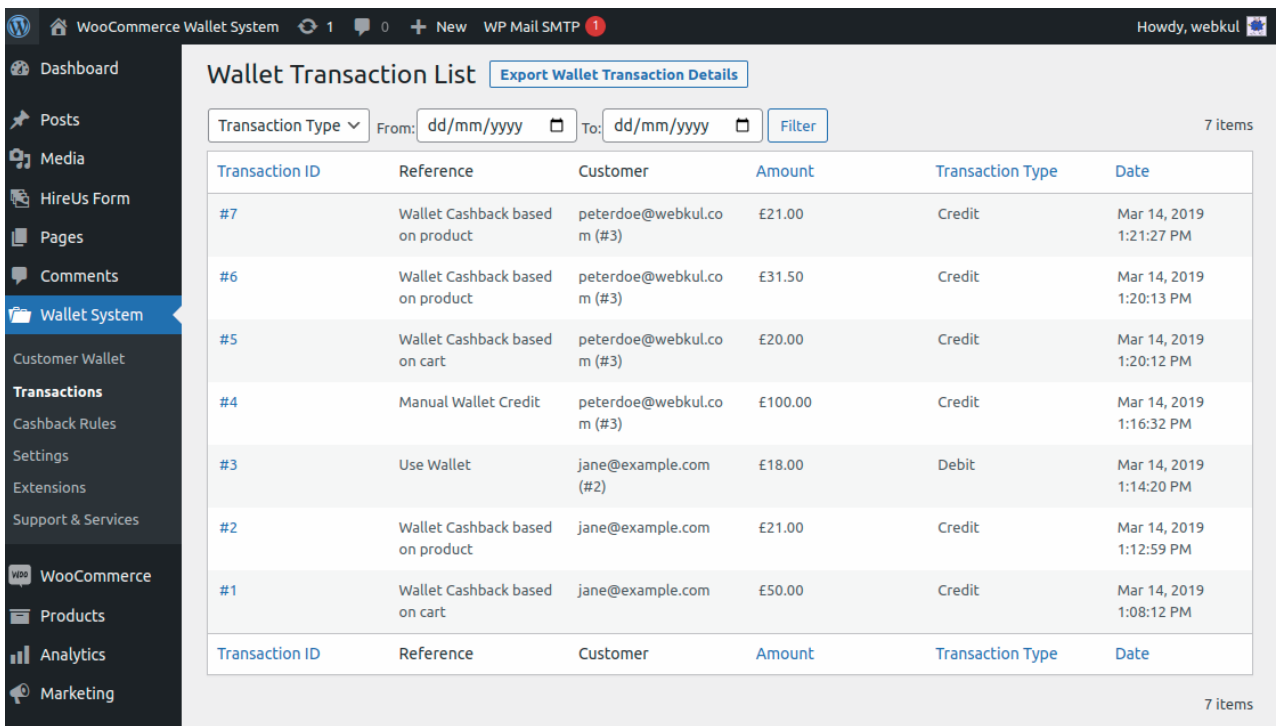 WooCommerce Wallet System 1 0 New WP Mail SMTP 1 Howdy, webkul
Dashboard
Posts
Media
HireUs Form
Pages
Comments
Wallet System
Customer Wallet
Transactions
Cashback Rules
Settings
Extensions
Support & Services
WOO WooCommerce
Products
Analytics
Marketing
Wallet Transaction List Export Wallet Transaction Details
Transaction Type From: dd/mm/yyyy To: dd/mm/yyyy Filter 7 items
Transaction ID Reference Customer Amount Transaction Type Date
#7 Wallet Cashback based peterdoe@webkul.co £21.00 Credit Mar 14, 2019
on product m (#3) 1:21:27 PM
#6 Wallet Cashback based peterdoe@webkul.co £31.50 Credit Mar 14, 2019
on product m (#3) 1:20:13 PM
#5 Wallet Cashback based peterdoe@webkul.co £20.00 Credit Mar 14, 2019
on cart m (#3) 1:20:12 PM
#4 Manual Wallet Credit peterdoe@webkul.co £100.00 Credit Mar 14, 2019
m (#3) 1:16:32 PM
#3 Use Wallet jane@example.com £18.00 Debit Mar 14, 2019
(#2) 1:14:20 PM
#2 Wallet Cashback based jane@example.com £21.00 Credit Mar 14, 2019
on product 1:12:59 PM
#1 Wallet Cashback based jane@example.com £50.00 Credit Mar 14, 2019
on cart 1:08:12 PM
Transaction ID Reference Customer Amount Transaction Type Date
7 items